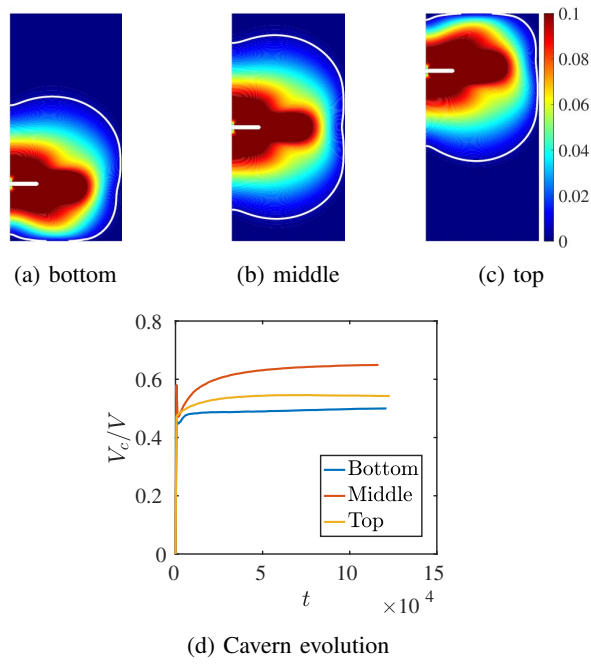 0.1
0.08
0.06
0.04
0.02
0
(a) bottom
(b) middle
(c) top
0.8
0.6
0.4
0.2
0
V_c/V
Bottom
Middle
Top
0 5 10 15
t
×10^4
(d) Cavern evolution